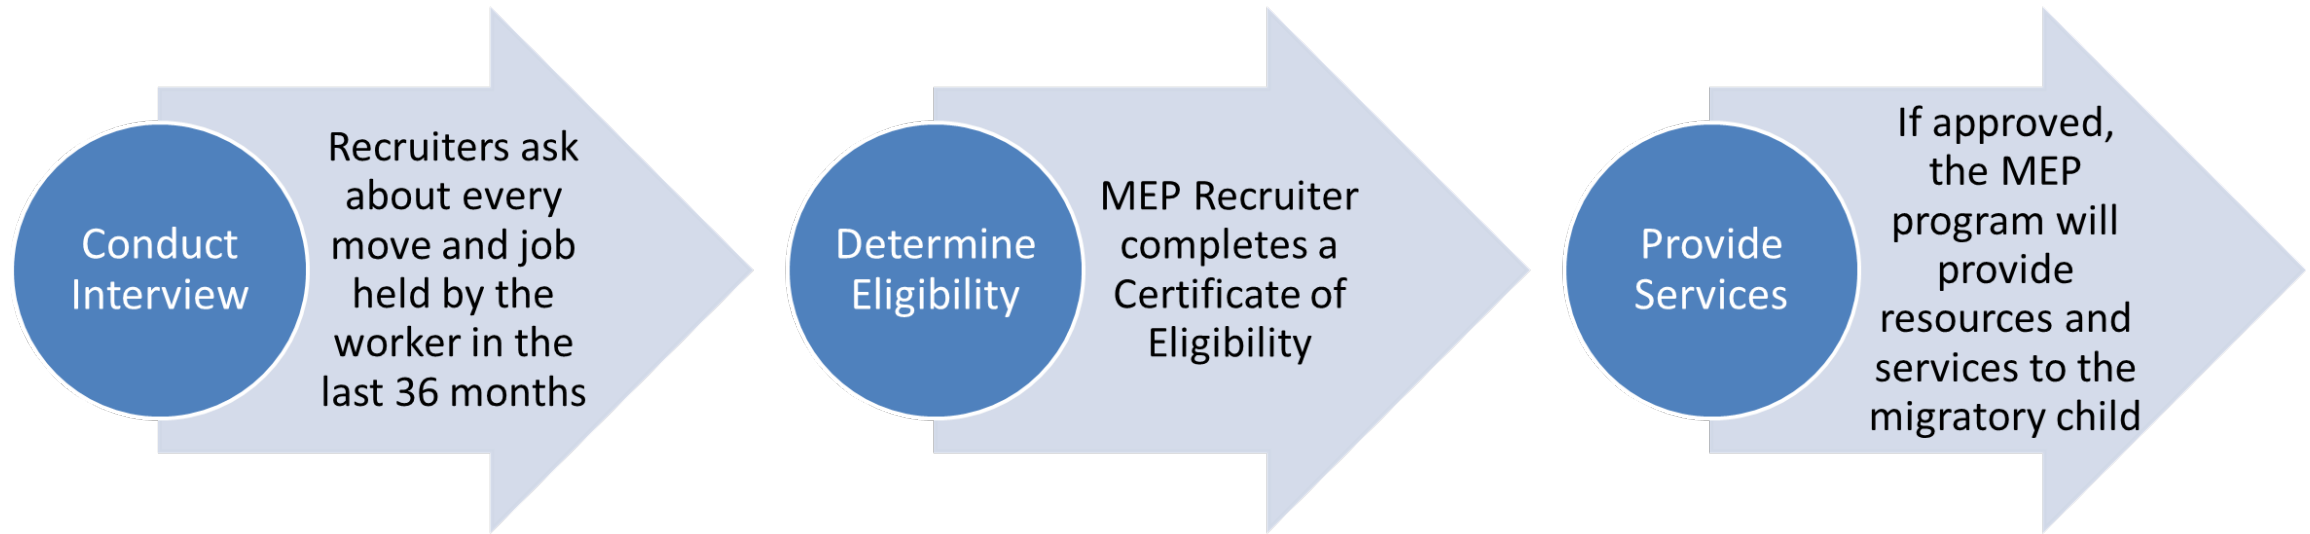 Conduct
Interview
Recruiters ask
about every
move and job
held by the
worker in the
last 36 months
Determine
Eligibility
MEP Recruiter
completes a
Certificate of
Eligibility
Provide
Services
If approved,
the MEP
program will
provide
resources and
services to the
migratory child